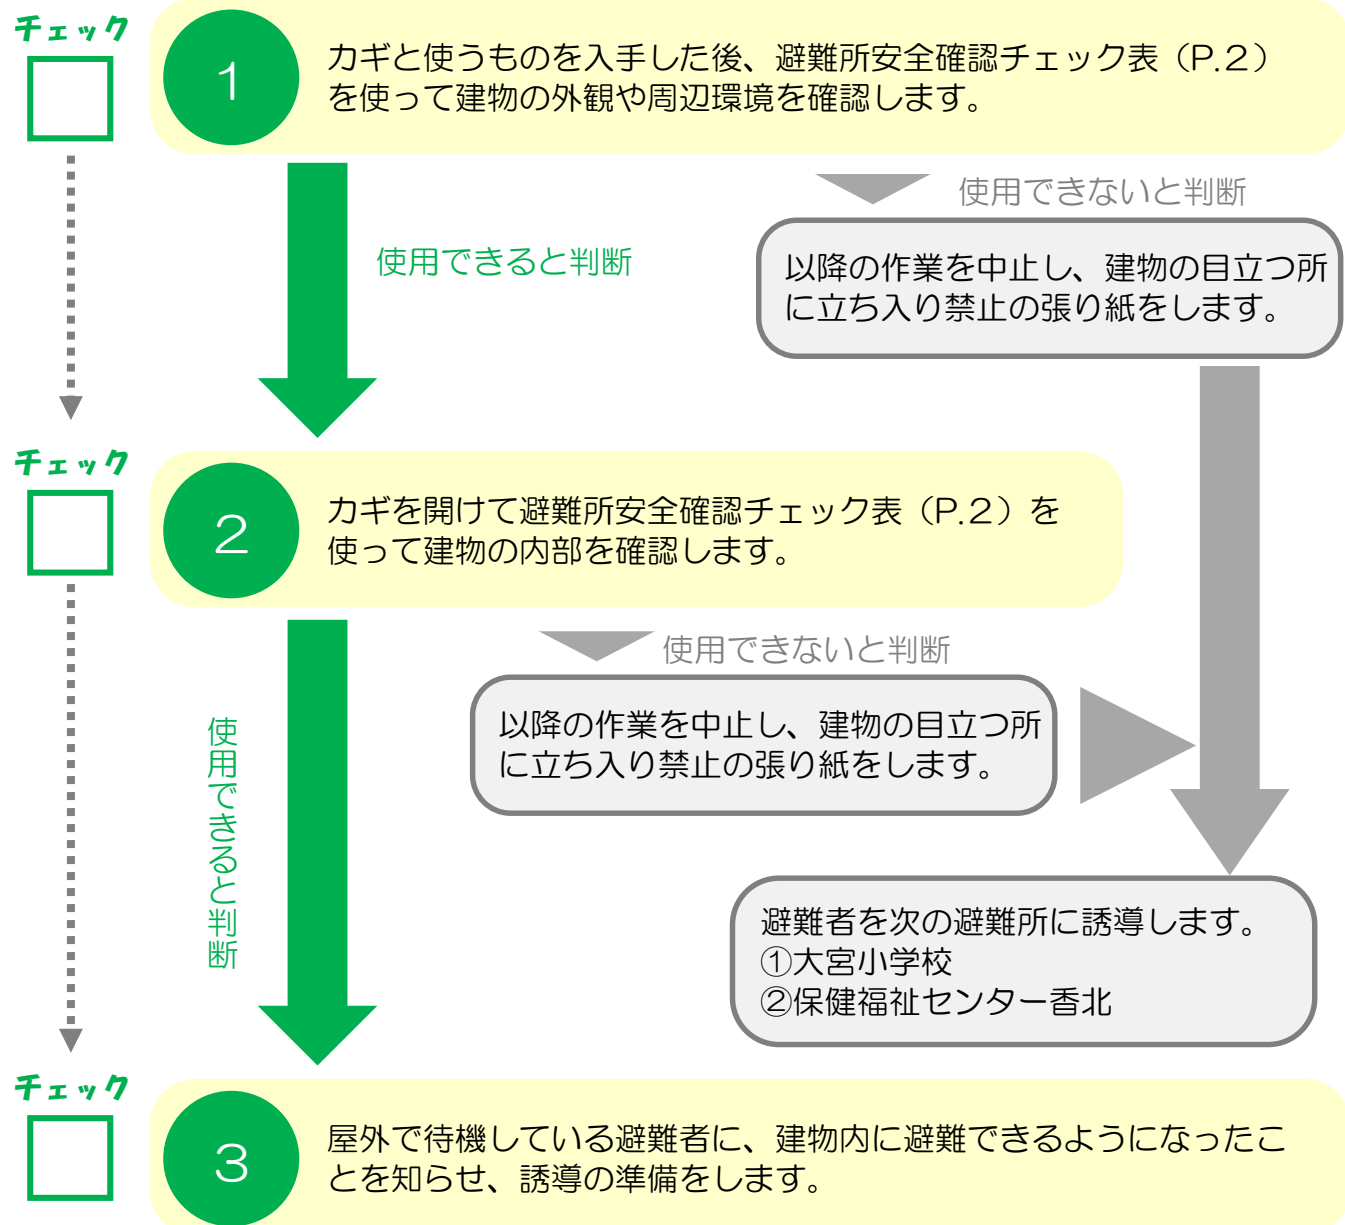 チェック
1
カギと使うものを入手した後、避難所安全確認チェック表（P.2）
を使って建物の外観や周辺環境を確認します。
使用できないと判断
使用できると判断
以降の作業を中止し、建物の目立つ所
に立ち入り禁止の張り紙をします。
チェック
2
カギを開けて避難所安全確認チェック表（P.2）を
使って建物の内部を確認します。
使用できないと判断
使用できると判断
以降の作業を中止し、建物の目立つ所
に立ち入り禁止の張り紙をします。
避難者を次の避難所に誘導します。
①大宮小学校
②保健福祉センター香北
チェック
3
屋外で待機している避難者に、建物内に避難できるようになったこ
とを知らせ、誘導の準備をします。